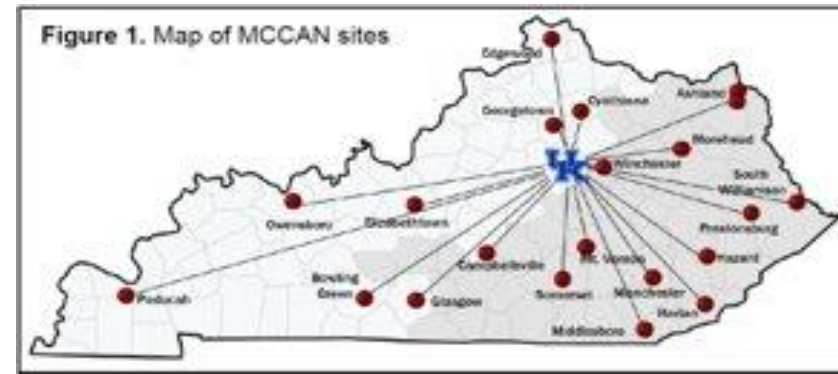 Figure 1. Map of MCCAN sites
Edgewood
Georgetown
Cynthiana
Ashland
Morehead
UK
Winchester
South
Williamson
Owensboro
Elizabethtown
Prestonsburg
Campbellsville
Mt. Vernon
Hazard
Bowling
Green
Paducah
Glasgow
Somerset
Manchester
Harlan
Middlesboro